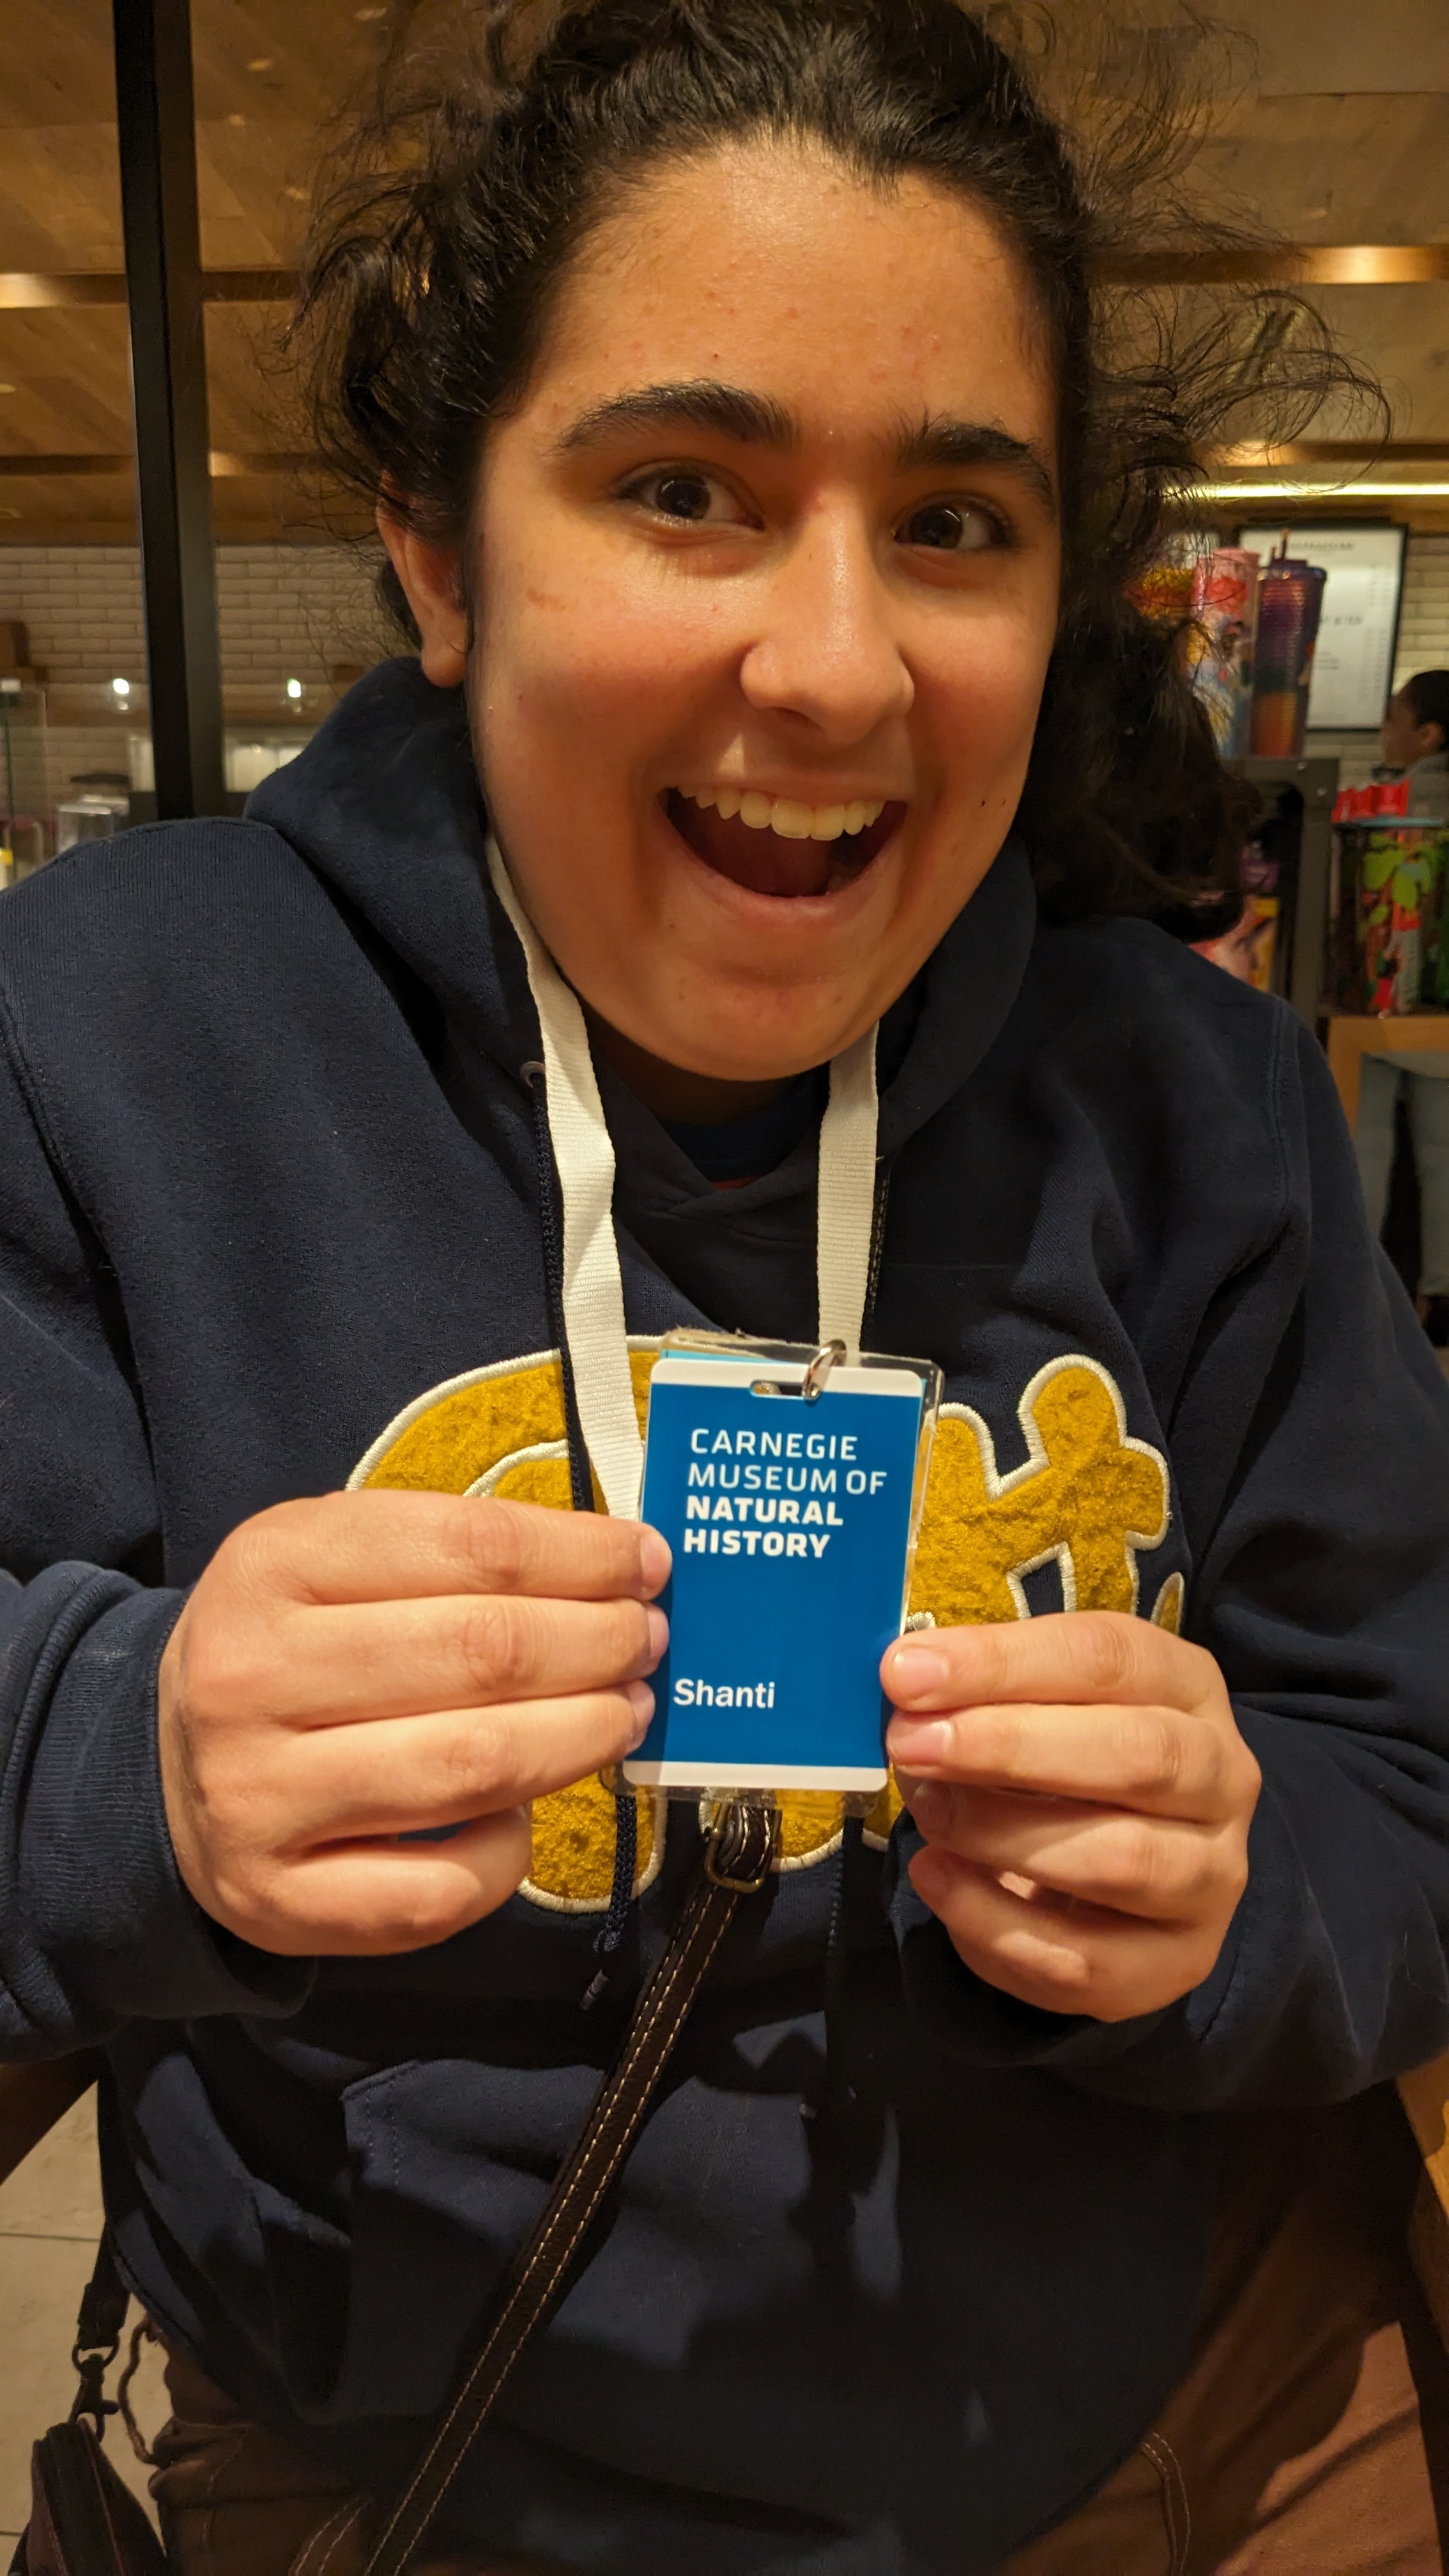 CARNEGIE
MUSEUM OF
NATURAL
HISTORY
Shanti